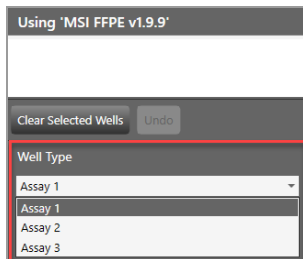 Using 'MSI FFPE v1.9.9'
Clear Selected Wells Undo
Well Type
Assay 1
Assay 1
Assay 2
Assay 3